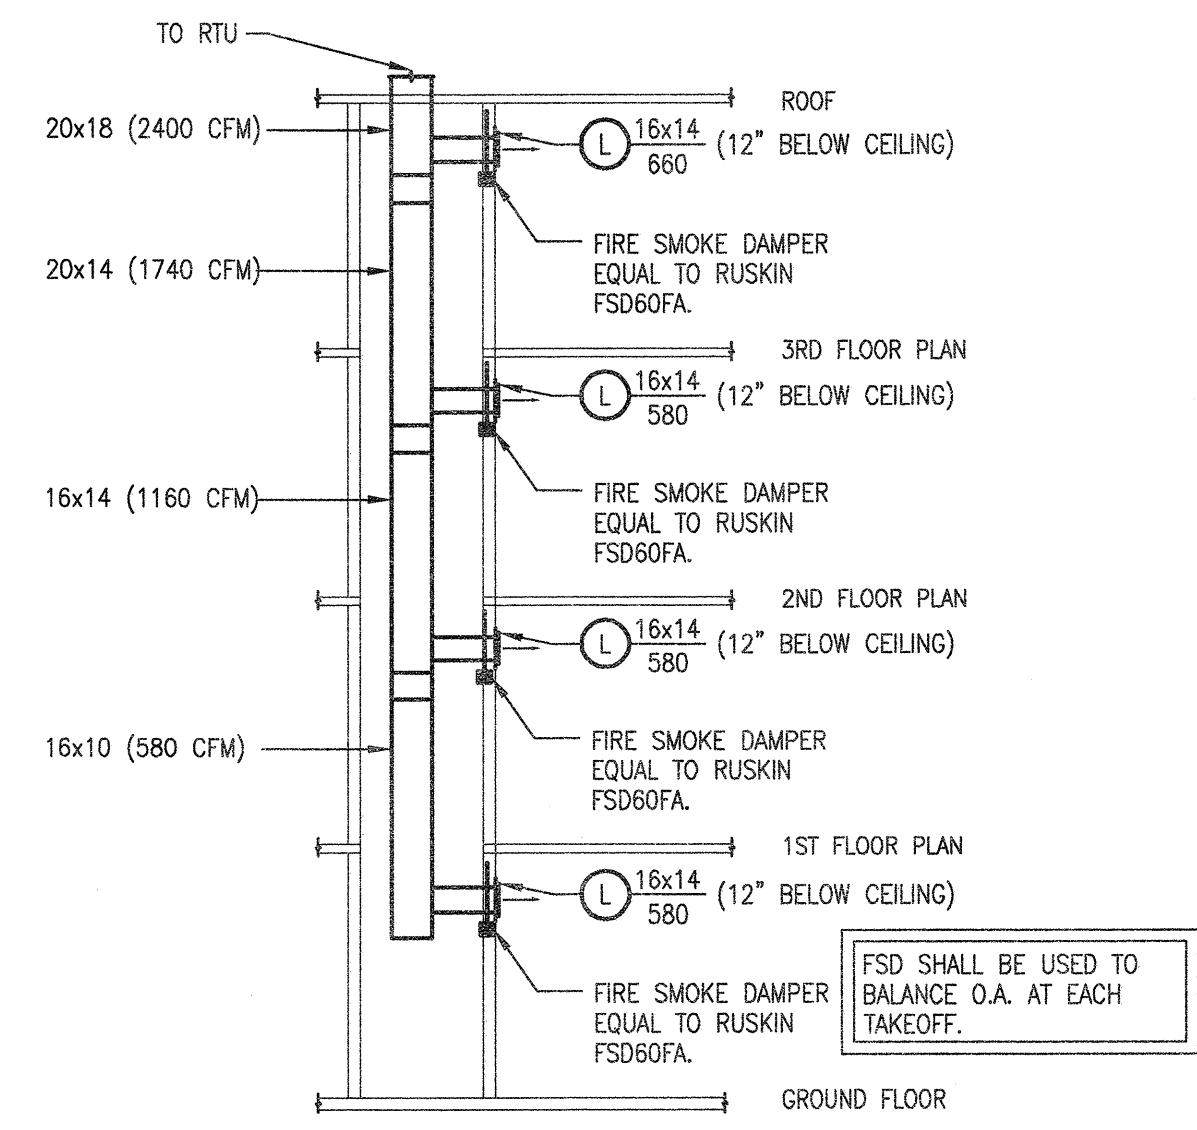 TO RTU
ROOF
20x18 (2400 CFM)
L 16x14 (12" BELOW CEILING)
660
FIRE SMOKE DAMPER
EQUAL TO RUSKIN
FSD60FA.
20x14 (1740 CFM)
3RD FLOOR PLAN
L 16x14 (12" BELOW CEILING)
580
FIRE SMOKE DAMPER
EQUAL TO RUSKIN
FSD60FA.
16x14 (1160 CFM)
2ND FLOOR PLAN
L 16x14 (12" BELOW CEILING)
580
FIRE SMOKE DAMPER
EQUAL TO RUSKIN
FSD60FA.
16x10 (580 CFM)
1ST FLOOR PLAN
L 16x14 (12" BELOW CEILING)
580
FIRE SMOKE DAMPER
EQUAL TO RUSKIN
FSD60FA.
FSD SHALL BE USED TO
BALANCE O.A. AT EACH
TAKEOFF.
GROUND FLOOR